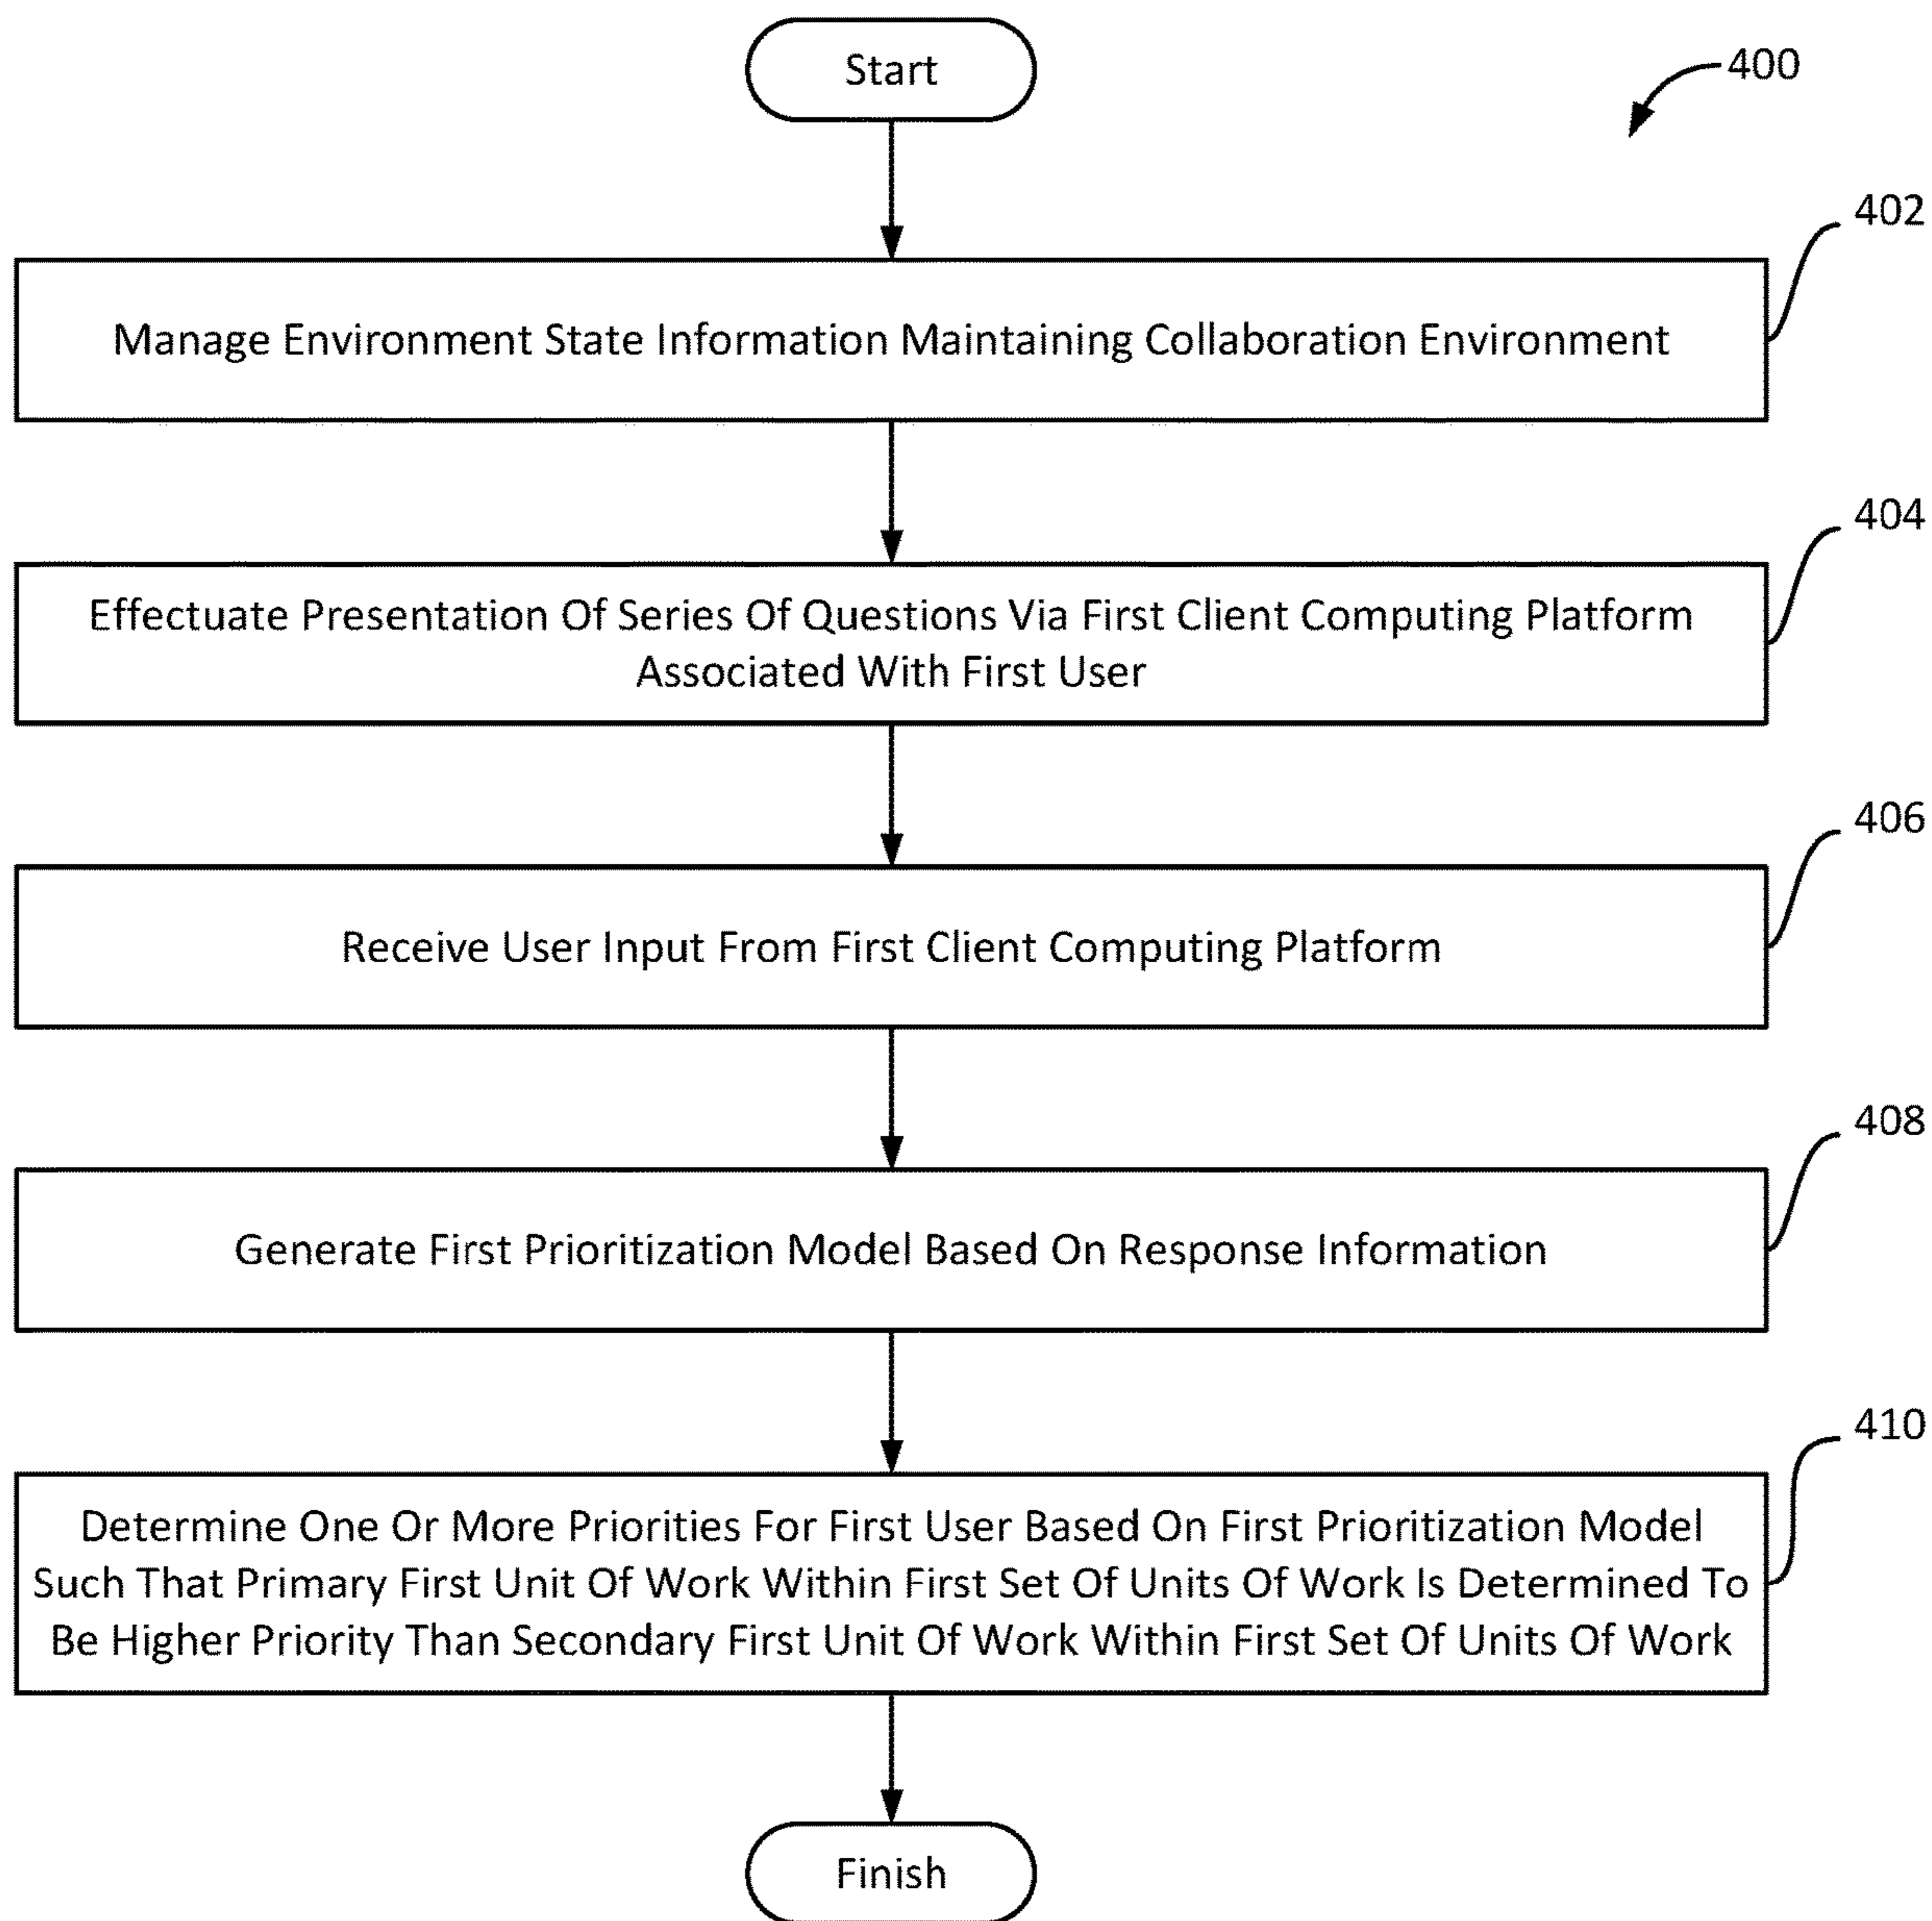 Start
400
402
Manage Environment State Information Maintaining Collaboration Environment
404
Effectuate Presentation Of Series Of Questions Via First Client Computing Platform
Associated With First User
406
Receive User Input From First Client Computing Platform
408
Generate First Prioritization Model Based On Response Information
410
Determine One Or More Priorities For First User Based On First Prioritization Model
Such That Primary First Unit Of Work Within First Set Of Units Of Work Is Determined To
Be Higher Priority Than Secondary First Unit Of Work Within First Set Of Units Of Work
Finish